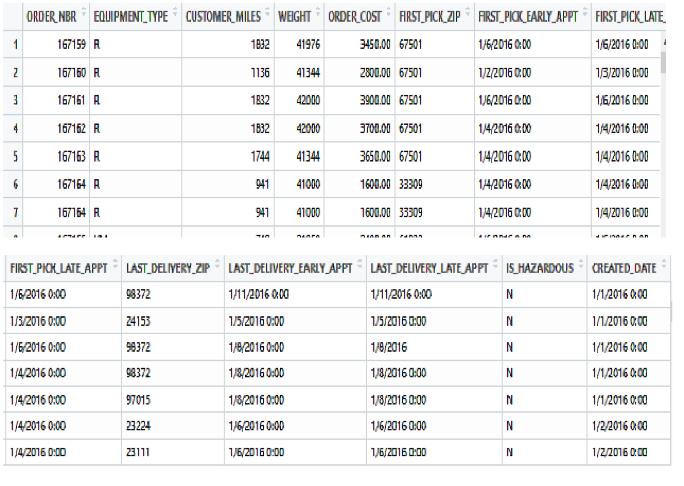 ORDER_NBR EQUIPMENT_TYPE CUSTOMER_MILES WEIGHT ORDER_COST FIRST_PICK_ZIP FIRST_PICK_EARLY_APPT FIRST_PICK_LATE_
1 167159 R 1832 41976 3450.00 67501 1/6/2016 0:00 1/6/2016 0:00
2 167160 R 1136 41344 2800.00 67501 1/2/2016 0:00 1/3/2016 0:00
3 167161 R 1832 42000 3900.00 67501 1/6/2016 0:00 1/6/2016 0:00
4 167162 R 1832 42000 3700.00 67501 1/4/2016 0:00 1/4/2016 0:00
5 167163 R 1744 41344 3650.00 67501 1/4/2016 0:00 1/4/2016 0:00
6 167164 R 941 41000 1600.00 33309 1/4/2016 0:00 1/4/2016 0:00
7 167164 R 941 41000 1600.00 33309 1/4/2016 0:00 1/4/2016 0:00
FIRST_PICK_LATE_APPT LAST_DELIVERY_ZIP LAST_DELIVERY_EARLY_APPT LAST_DELIVERY_LATE_APPT IS_HAZARDOUS CREATED_DATE
1/6/2016 0:00 98372 1/11/2016 0:00 1/11/2016 0:00 N 1/1/2016 0:00
1/3/2016 0:00 24153 1/5/2016 0:00 1/5/2016 0:00 N 1/1/2016 0:00
1/6/2016 0:00 98372 1/8/2016 0:00 1/8/2016 N 1/1/2016 0:00
1/4/2016 0:00 98372 1/8/2016 0:00 1/8/2016 0:00 N 1/1/2016 0:00
1/4/2016 0:00 97015 1/8/2016 0:00 1/8/2016 0:00 N 1/1/2016 0:00
1/4/2016 0:00 23224 1/6/2016 0:00 1/6/2016 0:00 N 1/2/2016 0:00
1/4/2016 0:00 23111 1/6/2016 0:00 1/6/2016 0:00 N 1/2/2016 0:00